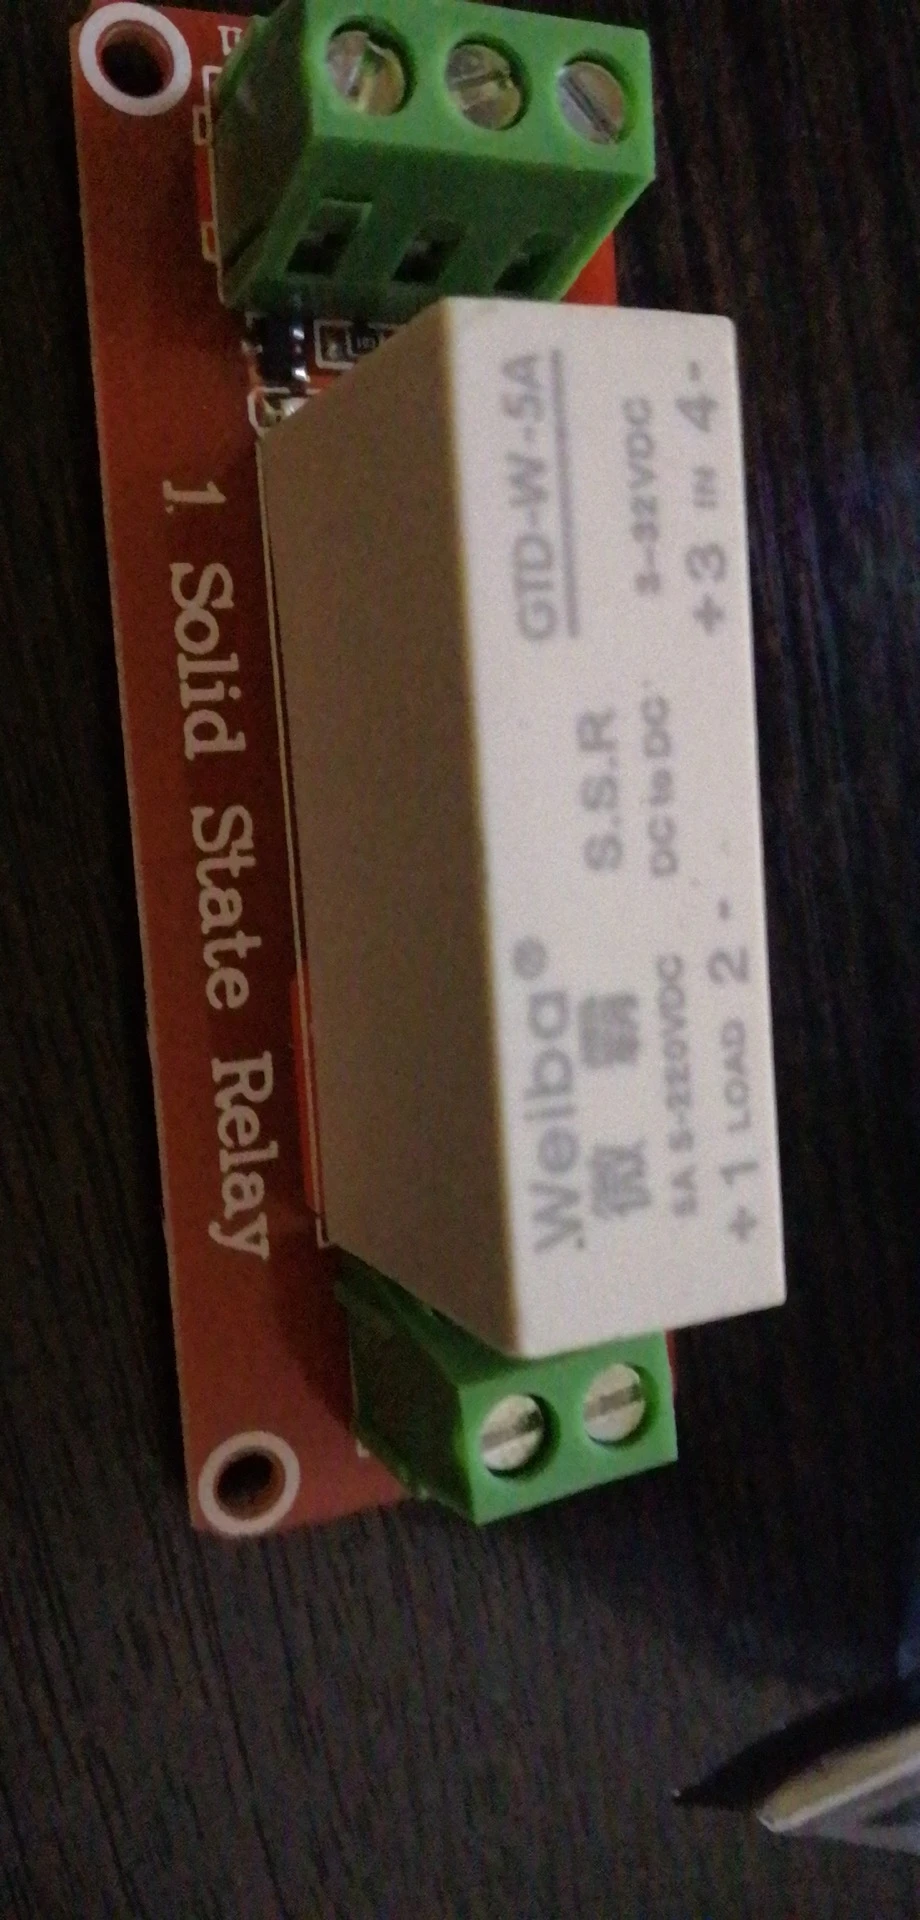 1 Solid State Relay
Weiba®
微 霸
S.S.R
GTD-W-5A
5A 5-220VDC
DC to DC
3-32VDC
+ 1 LOAD 2 -
+ 3 IN 4 -